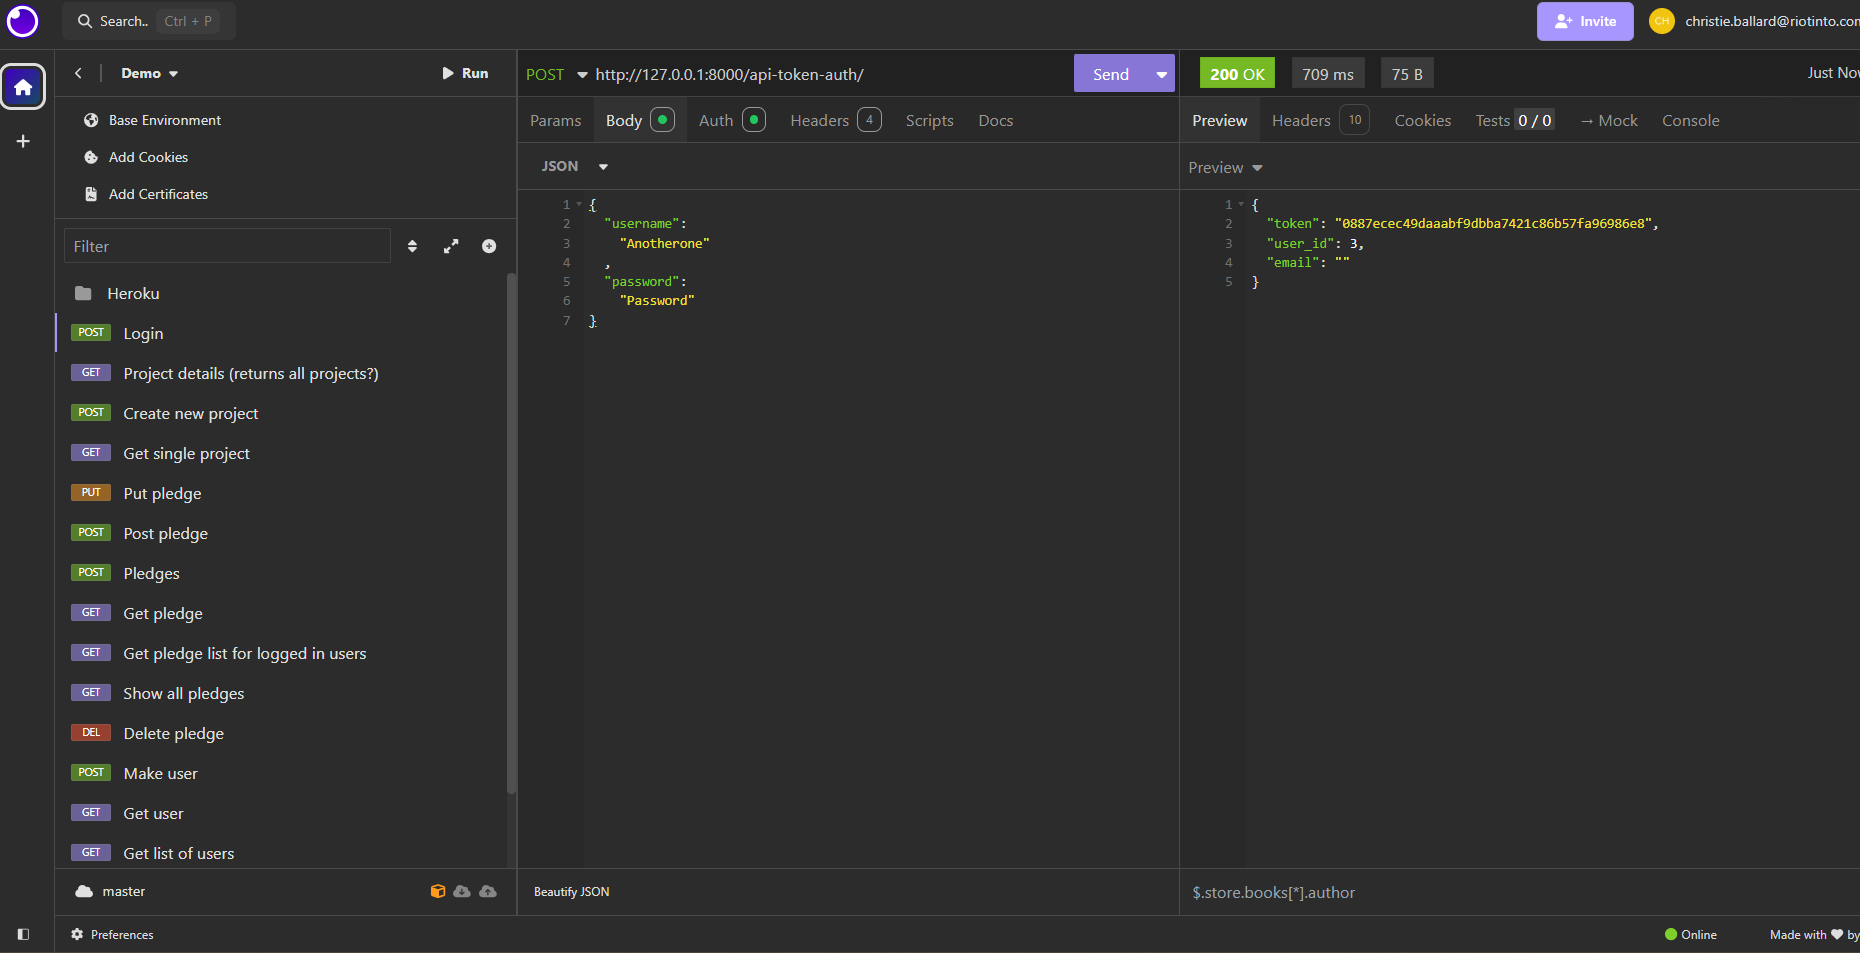 Search.. Ctrl + P
Invite
CH
christie.ballard@riotinto.con
Demo
Run
Base Environment
Add Cookies
Add Certificates
Filter
Heroku
POST Login
GET Project details (returns all projects?)
POST Create new project
GET Get single project
PUT Put pledge
POST Post pledge
POST Pledges
GET Get pledge
GET Get pledge list for logged in users
GET Show all pledges
DEL Delete pledge
POST Make user
GET Get user
GET Get list of users
master
Preferences
POST http://127.0.0.1:8000/api-token-auth/ Send
Params Body Auth Headers 4 Scripts Docs
JSON
1 {
2 "username":
3 "Anotherone"
4 ,
5 "password":
6 "Password"
7 }
Beautify JSON
200 OK 709 ms 75 B Just Now
Preview Headers 10 Cookies Tests 0 / 0 → Mock Console
Preview
1 {
2 "token": "0887ecec49daaabf9dbba7421c86b57fa96986e8",
3 "user_id": 3,
4 "email": ""
5 }
$.store.books[*].author
Online
Made with ♥ by